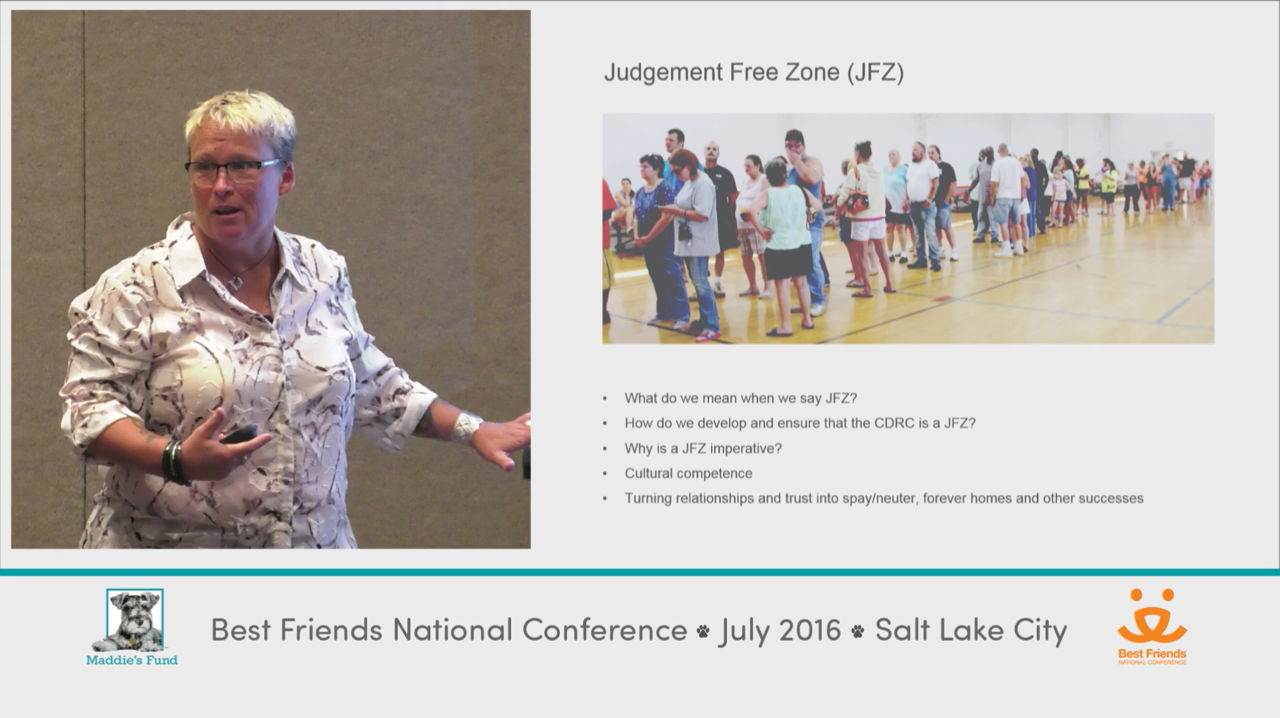 Judgement Free Zone (JFZ)
• What do we mean when we say JFZ?
• How do we develop and ensure that the CDRC is a JFZ?
• Why is a JFZ imperative?
• Cultural competence
• Turning relationships and trust into spay/neuter, forever homes and other successes
Maddie's Fund
Best Friends National Conference July 2016 Salt Lake City
Best Friends
NATIONAL CONFERENCE